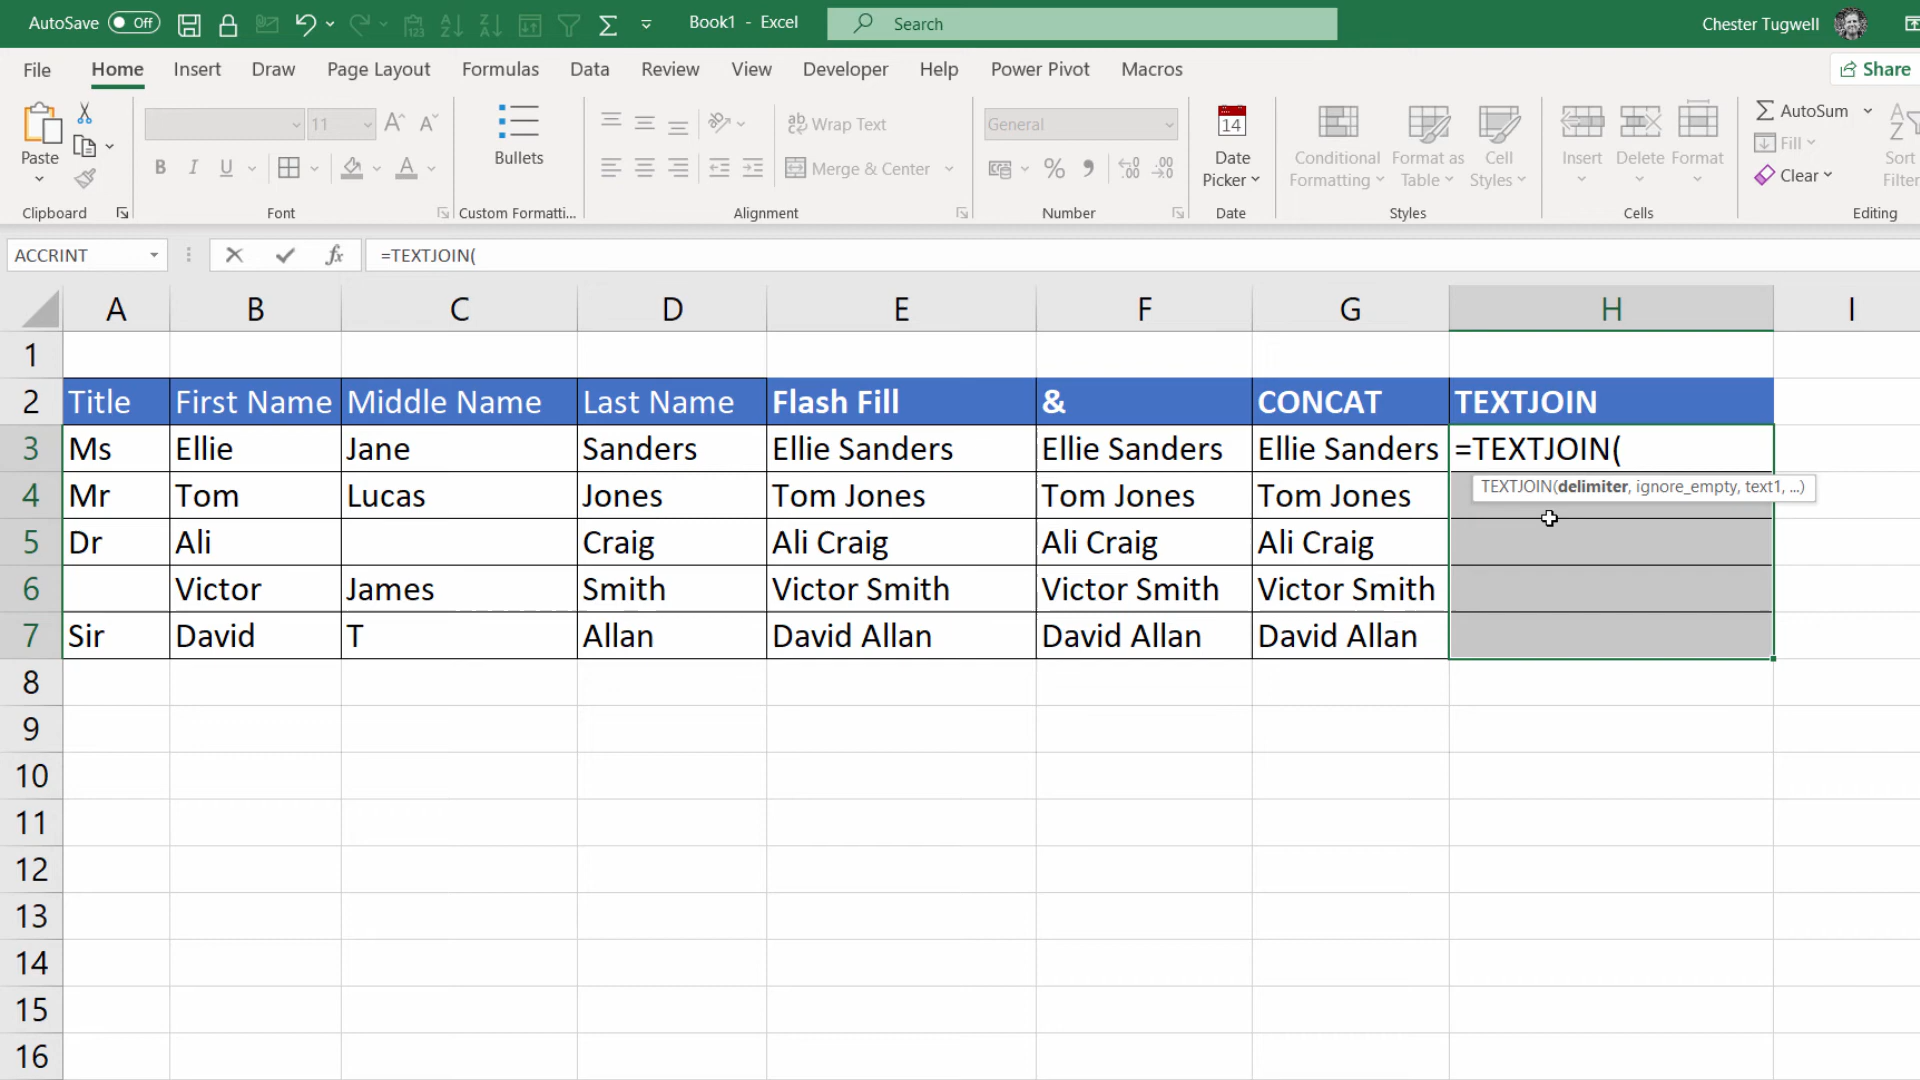 AutoSave Off Book1 - Excel Search Chester Tugwell
File Home Insert Draw Page Layout Formulas Data Review View Developer Help Power Pivot Macros Share
Paste
Clipboard
11
B I U A
Font
Bullets
Custom Formatti...
ab Wrap Text
Merge & Center
Alignment
General
%
Number
14
Date
Picker
Date
Conditional
Formatting
Format as
Table
Cell
Styles
Styles
Insert
Delete
Format
Cells
AutoSum
Fill
Clear
Sort
Filter
Editing
ACCRINT fx =TEXTJOIN(
A B C D E F G H I
1
2 Title First Name Middle Name Last Name Flash Fill & CONCAT TEXTJOIN
3 Ms Ellie Jane Sanders Ellie Sanders Ellie Sanders Ellie Sanders =TEXTJOIN(
TEXTJOIN(delimiter, ignore_empty, text1, ...)
4 Mr Tom Lucas Jones Tom Jones Tom Jones Tom Jones
5 Dr Ali Craig Ali Craig Ali Craig Ali Craig
6 Victor James Smith Victor Smith Victor Smith Victor Smith
7 Sir David T Allan David Allan David Allan David Allan
8
9
10
11
12
13
14
15
16